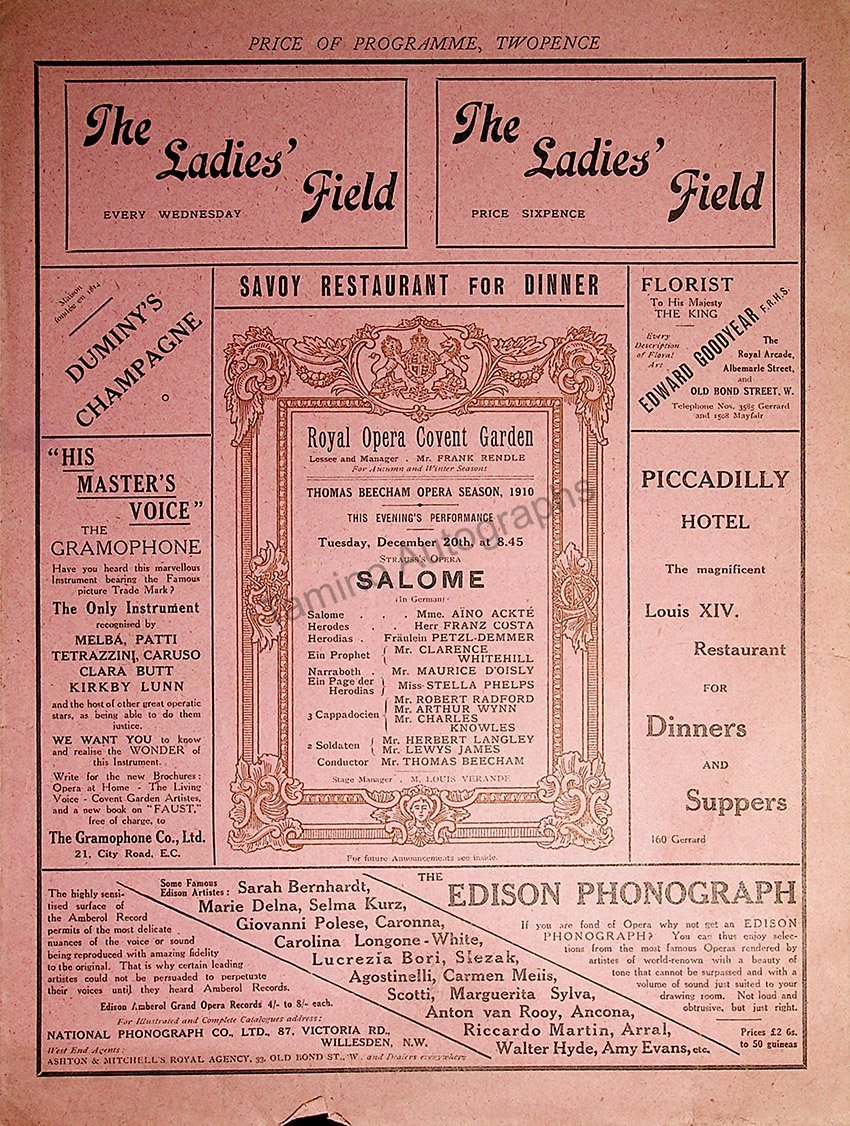 PRICE OF PROGRAMME, TWOPENCE
The
Ladies'
Field
EVERY WEDNESDAY
The
Ladies'
Field
PRICE SIXPENCE
Maison
fondée en 1814
DUMINY'S
CHAMPAGNE
SAVOY RESTAURANT FOR DINNER
FLORIST
To His Majesty
THE KING
Every
Description
of Floral
Art
EDWARD GOODYEAR F.R.H.S.
The
Royal Arcade,
Albemarle Street,
and
OLD BOND STREET, W.
Telephone Nos. 3585 Gerrard
and 1508 Mayfair
"HIS
MASTER'S
VOICE"
THE
GRAMOPHONE
Have you heard this marvellous
Instrument bearing the Famous
picture Trade Mark?
The Only Instrument
recognised by
MELBA, PATTI
TETRAZZINI, CARUSO
CLARA BUTT
KIRKBY LUNN
and the host of other great operatic
stars, as being able to do them
justice.
WE WANT YOU to know
and realise the WONDER of
this Instrument.
Write for the new Brochures:
Opera at Home - The Living
Voice - Covent Garden Artistes,
and a new book on "FAUST,"
free of charge, to
The Gramophone Co., Ltd.
21, City Road, E.C.
Royal Opera Covent Garden
Lessee and Manager . Mr. FRANK RENDLE
For Autumn and Winter Seasons
THOMAS BEECHAM OPERA SEASON, 1910
THIS EVENING'S PERFORMANCE
Tuesday, December 20th, at 8.45
STRAUSS'S OPERA
SALOME
(In German)
Salome . . . Mme. AÏNO ACKTÉ
Herodes . . Herr FRANZ COSTA
Herodias . Fräulein PETZL-DEMMER
Ein Prophet { Mr. CLARENCE
WHITEHILL
Narraboth . Mr. MAURICE D'OISLY
Ein Page der
Herodias } Miss STELLA PHELPS
3 Cappadocien { Mr. ROBERT RADFORD
Mr. ARTHUR WYNN
Mr. CHARLES
KNOWLES
2 Soldaten { Mr. HERBERT LANGLEY
Mr. LEWYS JAMES
Conductor Mr. THOMAS BEECHAM
Stage Manager . M. LOUIS VERANDE
For future Announcements see inside.
Tamino Autographs
PICCADILLY
HOTEL
The magnificent
Louis XIV.
Restaurant
FOR
Dinners
AND
Suppers
160 Gerrard
The highly sensi-
tised surface of
the Amberol Record
permits of the most delicate
nuances of the voice or sound
being reproduced with amazing fidelity
to the original. That is why certain leading
artistes could not be persuaded to perpetuate
their voices until they heard Amberol Records.
Edison Amberol Grand Opera Records 4/- to 8/- each.
For Illustrated and Complete Catalogues address:
NATIONAL PHONOGRAPH CO., LTD., 87, VICTORIA RD.,
WILLESDEN, N.W.
West End Agents:
ASHTON & MITCHELL'S ROYAL AGENCY, 33, OLD BOND ST., W. and Dealers everywhere
Some Famous
Edison Artistes: Sarah Bernhardt,
Marie Delna, Selma Kurz,
Giovanni Polese, Caronna,
Carolina Longone-White,
Lucrezia Bori, Slezak,
Agostinelli, Carmen Melis,
Scotti, Marguerita Sylva,
Anton van Rooy, Ancona,
Riccardo Martin, Arral,
Walter Hyde, Amy Evans, etc.
THE
EDISON PHONOGRAPH
If you are fond of Opera why not get an EDISON
PHONOGRAPH? You can thus enjoy selec-
tions from the most famous Operas rendered by
artistes of world-renown with a beauty of
tone that cannot be surpassed and with a
volume of sound just suited to your
drawing room. Not loud and
obtrusive, but just right.
Prices £2 6s.
to 50 guineas